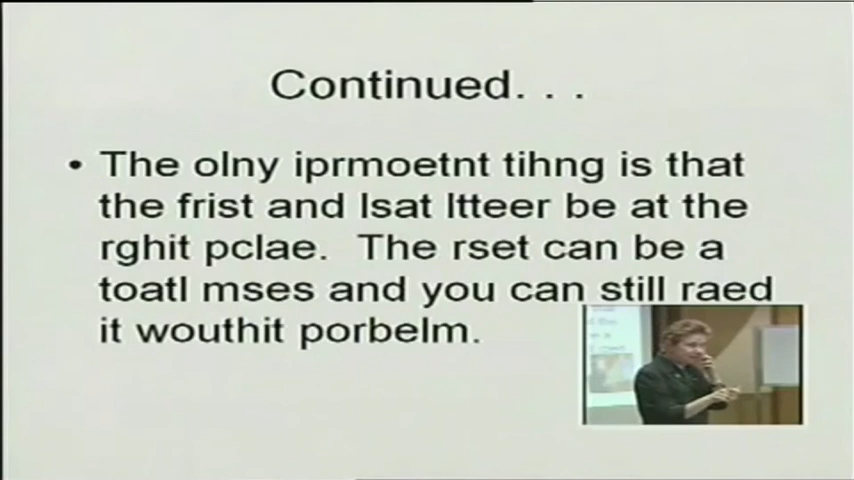 Continued. . .
• The olny iprmoetnt tihng is that
the frist and lsat ltteer be at the
rghit pclae.  The rset can be a
toatl mses and you can still raed
it wouthit porbelm.